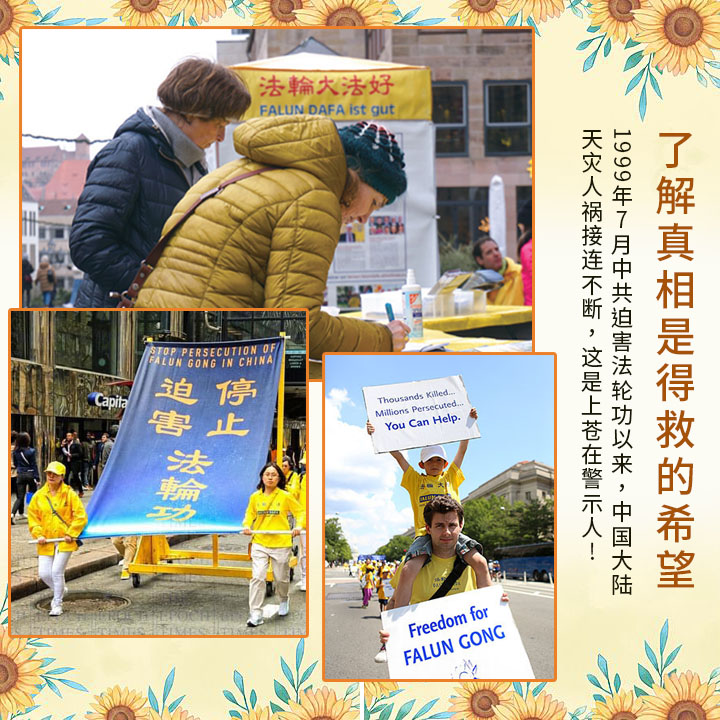 了解真相是得救的希望
1999年7月中共迫害法轮功以来，中国大陆
天灾人祸接连不断，这是上苍在警示人！
法輪大法好
FALUN DAFA ist gut
STOP PERSECUTION OF
FALUN GONG IN CHINA
停止
迫害
法輪功
Capital
Thousands Killed...
Millions Persecuted...
You Can Help.
Freedom for
FALUN GONG